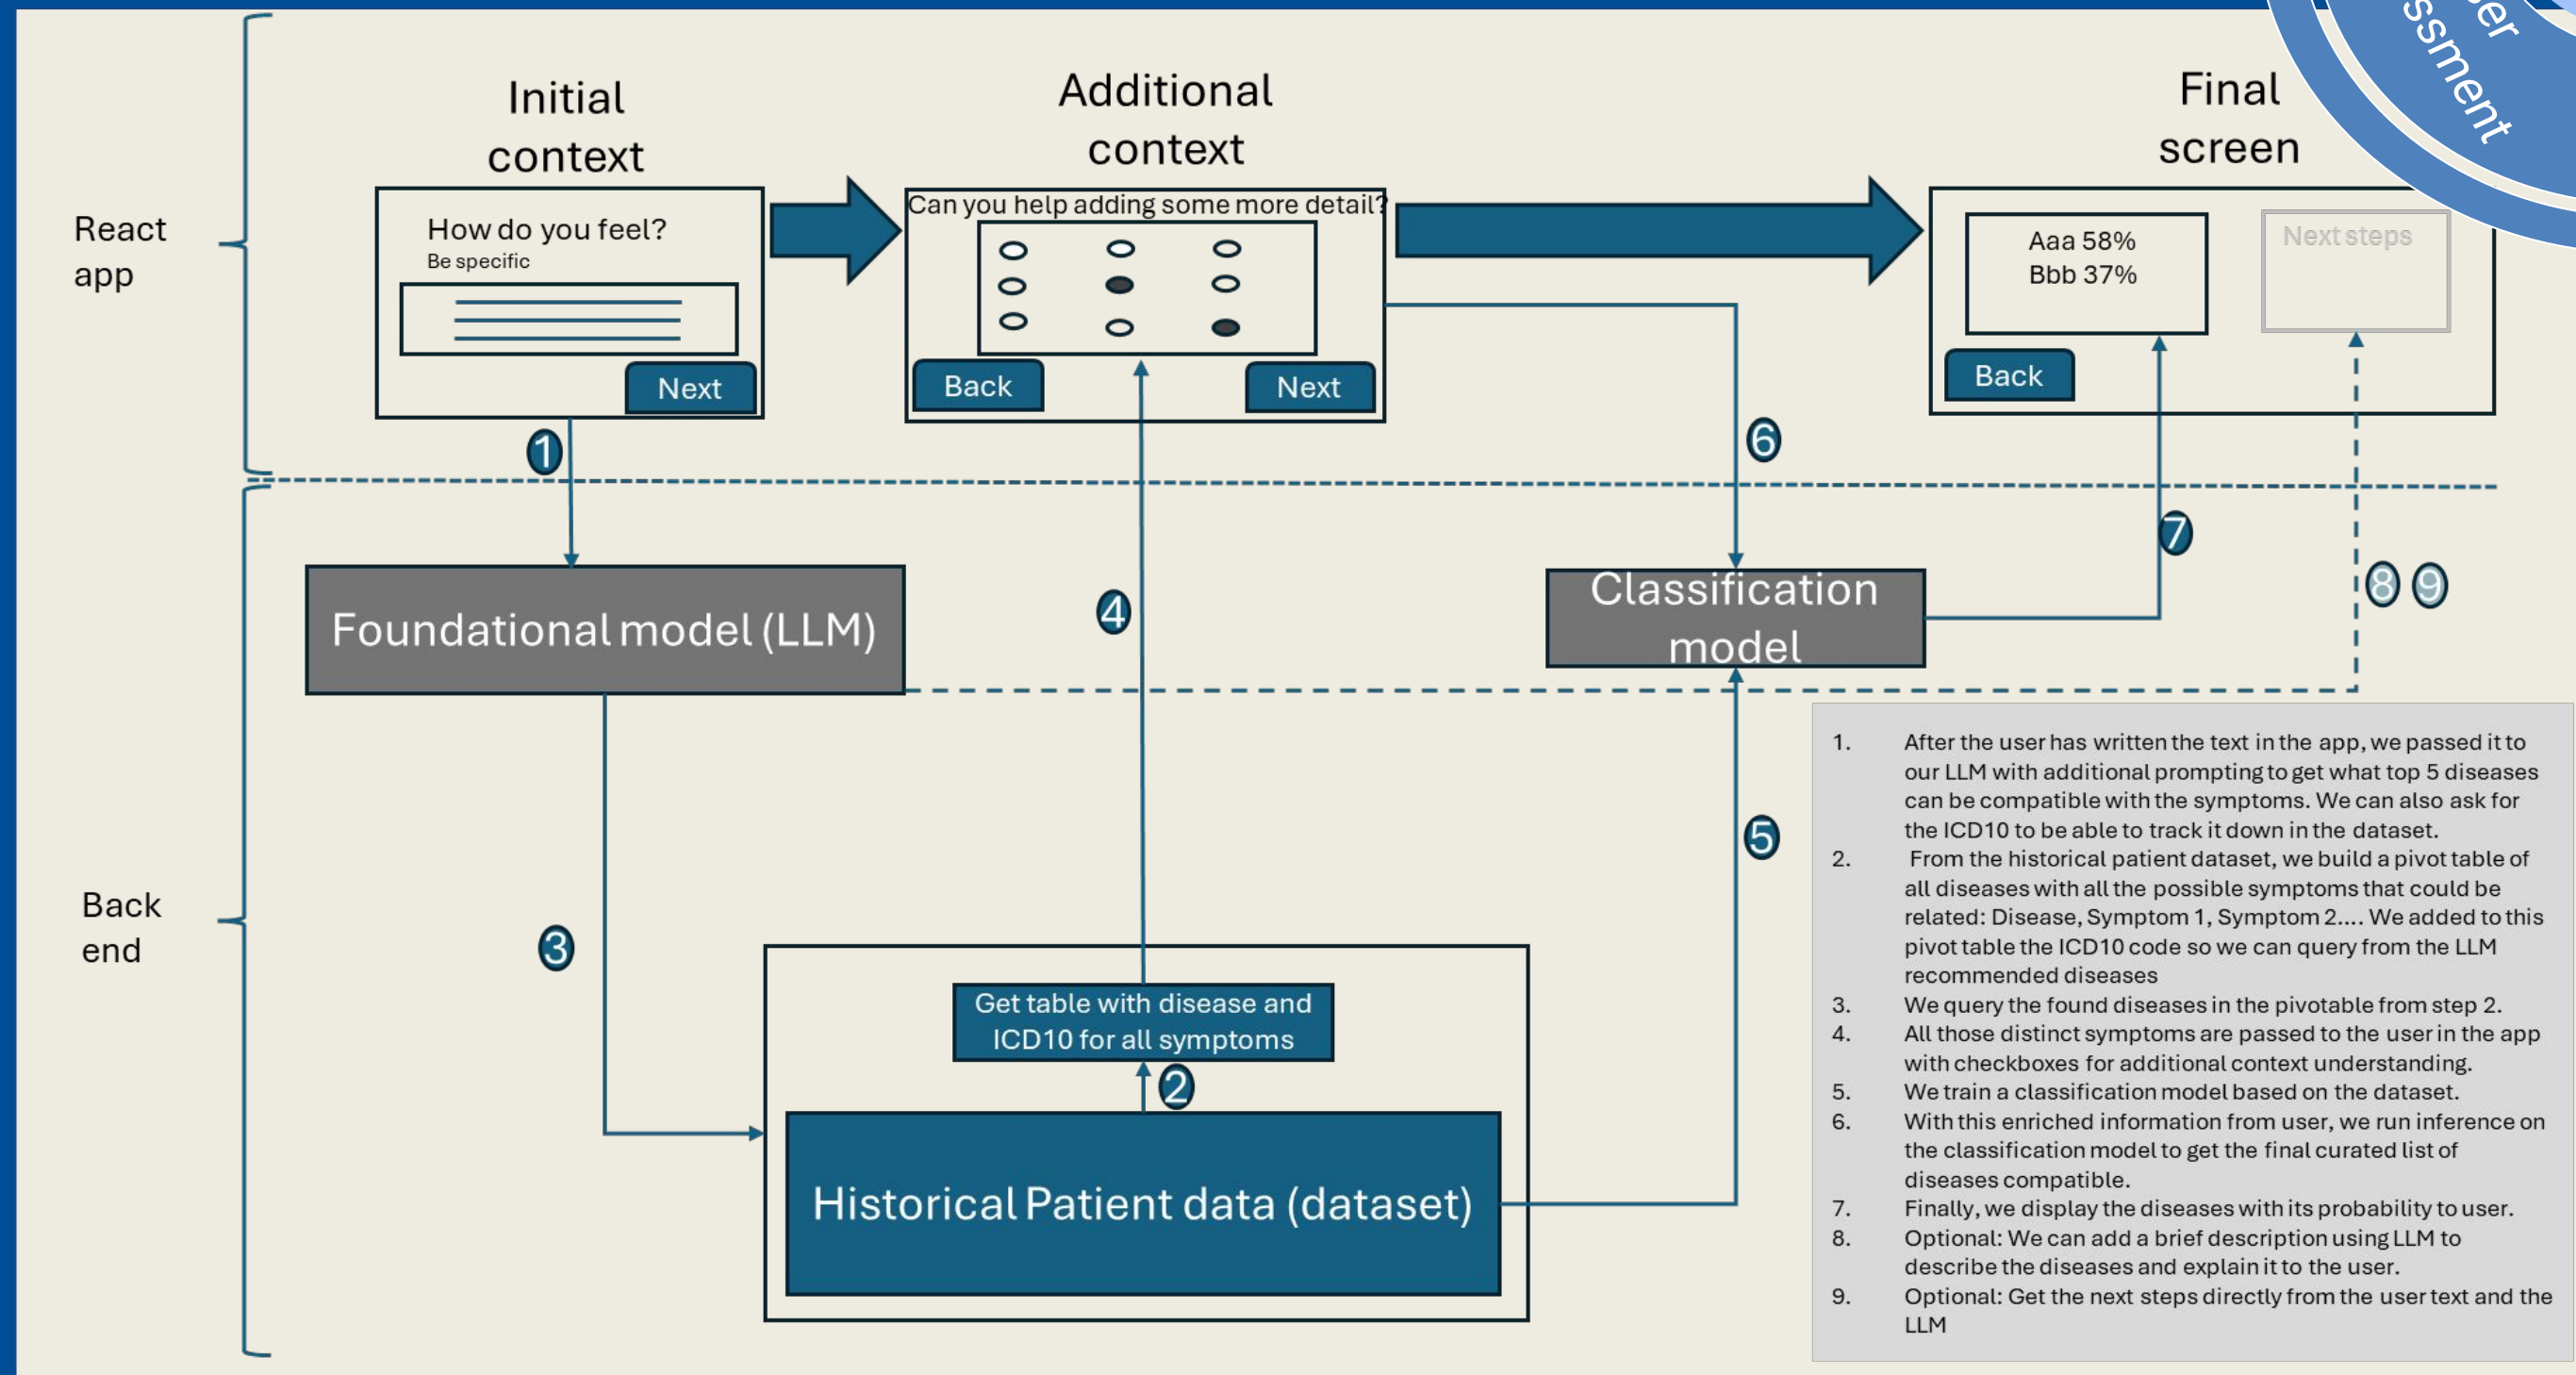 Initial
context
Additional
context
Final
screen
ssment
React
app
How do you feel?
Be specific
Next
Can you help adding some more detail?
Back
Next
Aaa 58%
Bbb 37%
Next steps
Back
1
6
7
8 9
Foundational model (LLM)
4
Classification
model
3
5
Back
end
Get table with disease and
ICD10 for all symptoms
2
Historical Patient data (dataset)
1. After the user has written the text in the app, we passed it to
our LLM with additional prompting to get what top 5 diseases
can be compatible with the symptoms. We can also ask for
the ICD10 to be able to track it down in the dataset.
2. From the historical patient dataset, we build a pivot table of
all diseases with all the possible symptoms that could be
related: Disease, Symptom 1, Symptom 2.... We added to this
pivot table the ICD10 code so we can query from the LLM
recommended diseases
3. We query the found diseases in the pivotable from step 2.
4. All those distinct symptoms are passed to the user in the app
with checkboxes for additional context understanding.
5. We train a classification model based on the dataset.
6. With this enriched information from user, we run inference on
the classification model to get the final curated list of
diseases compatible.
7. Finally, we display the diseases with its probability to user.
8. Optional: We can add a brief description using LLM to
describe the diseases and explain it to the user.
9. Optional: Get the next steps directly from the user text and the
LLM